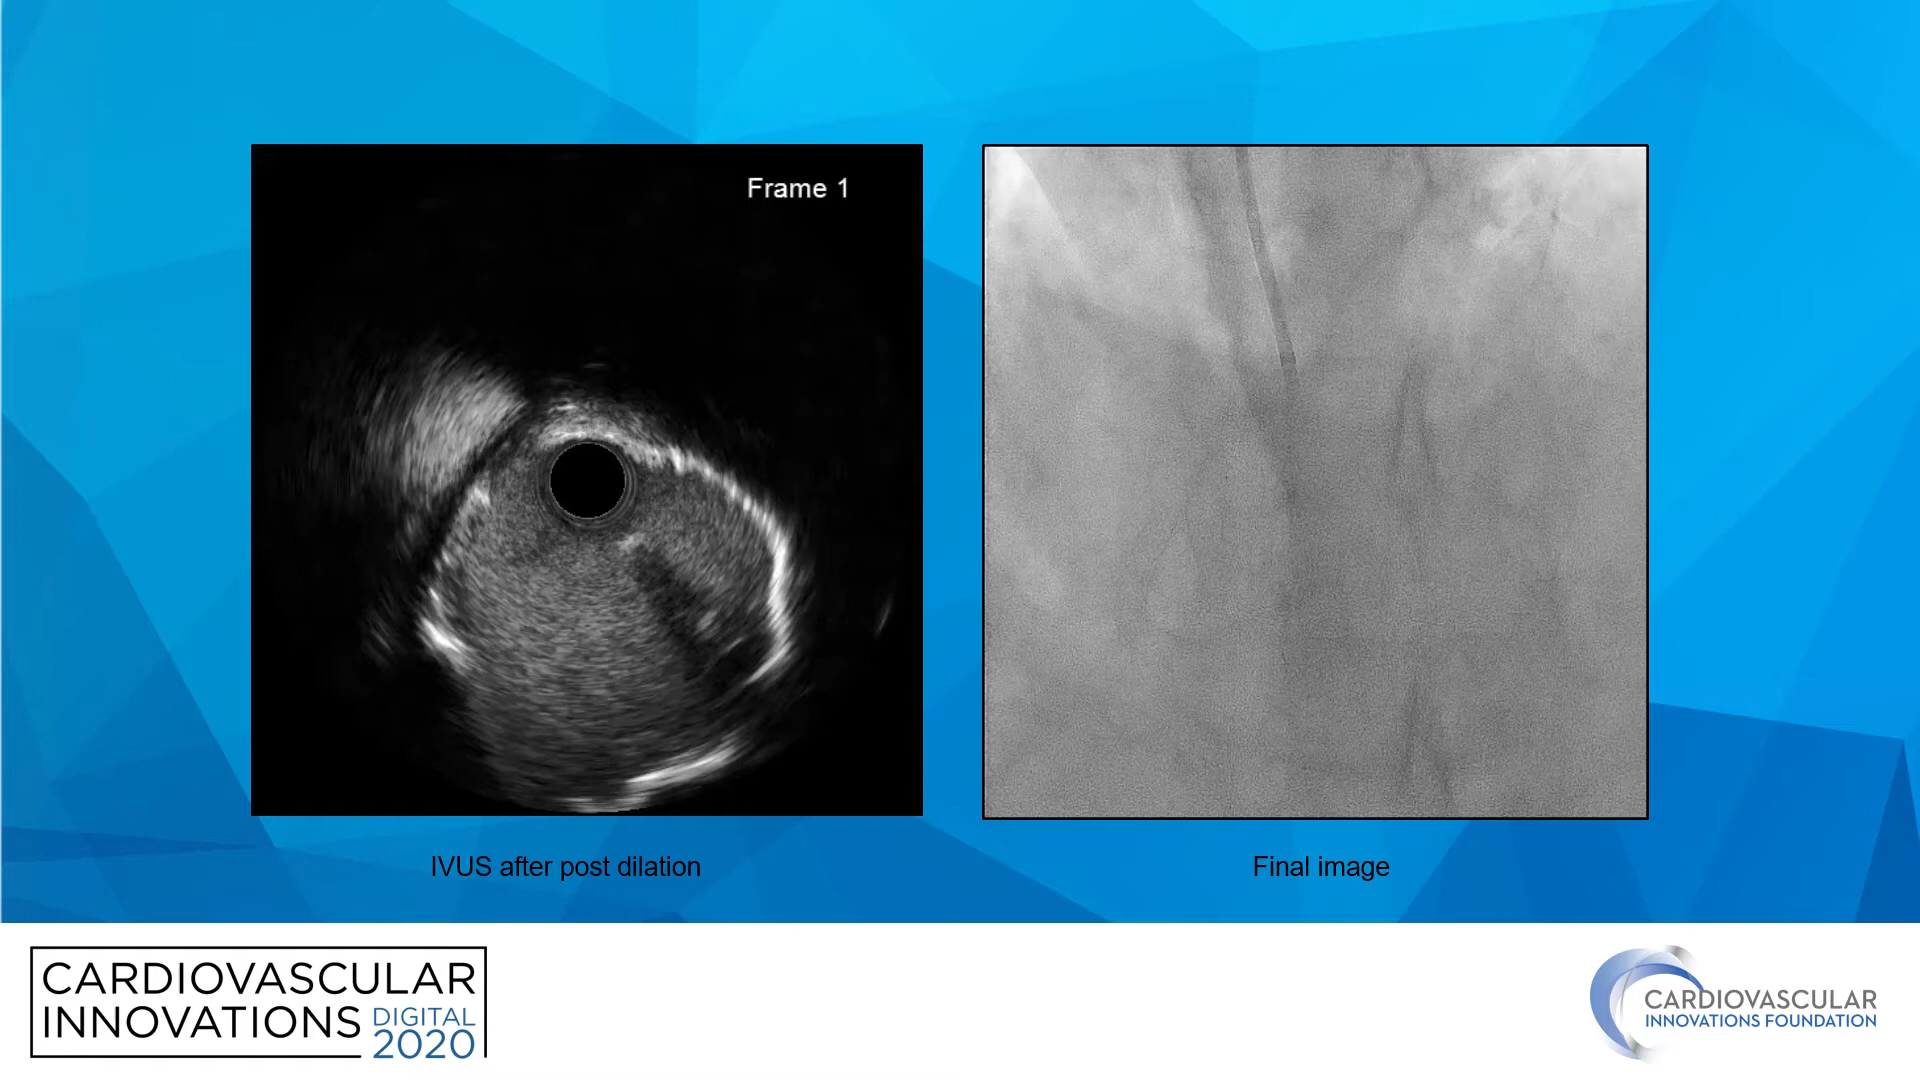 Frame 1
IVUS after post dilation
Final image
CARDIOVASCULAR
INNOVATIONS DIGITAL
2020
CARDIOVASCULAR
INNOVATIONS FOUNDATION